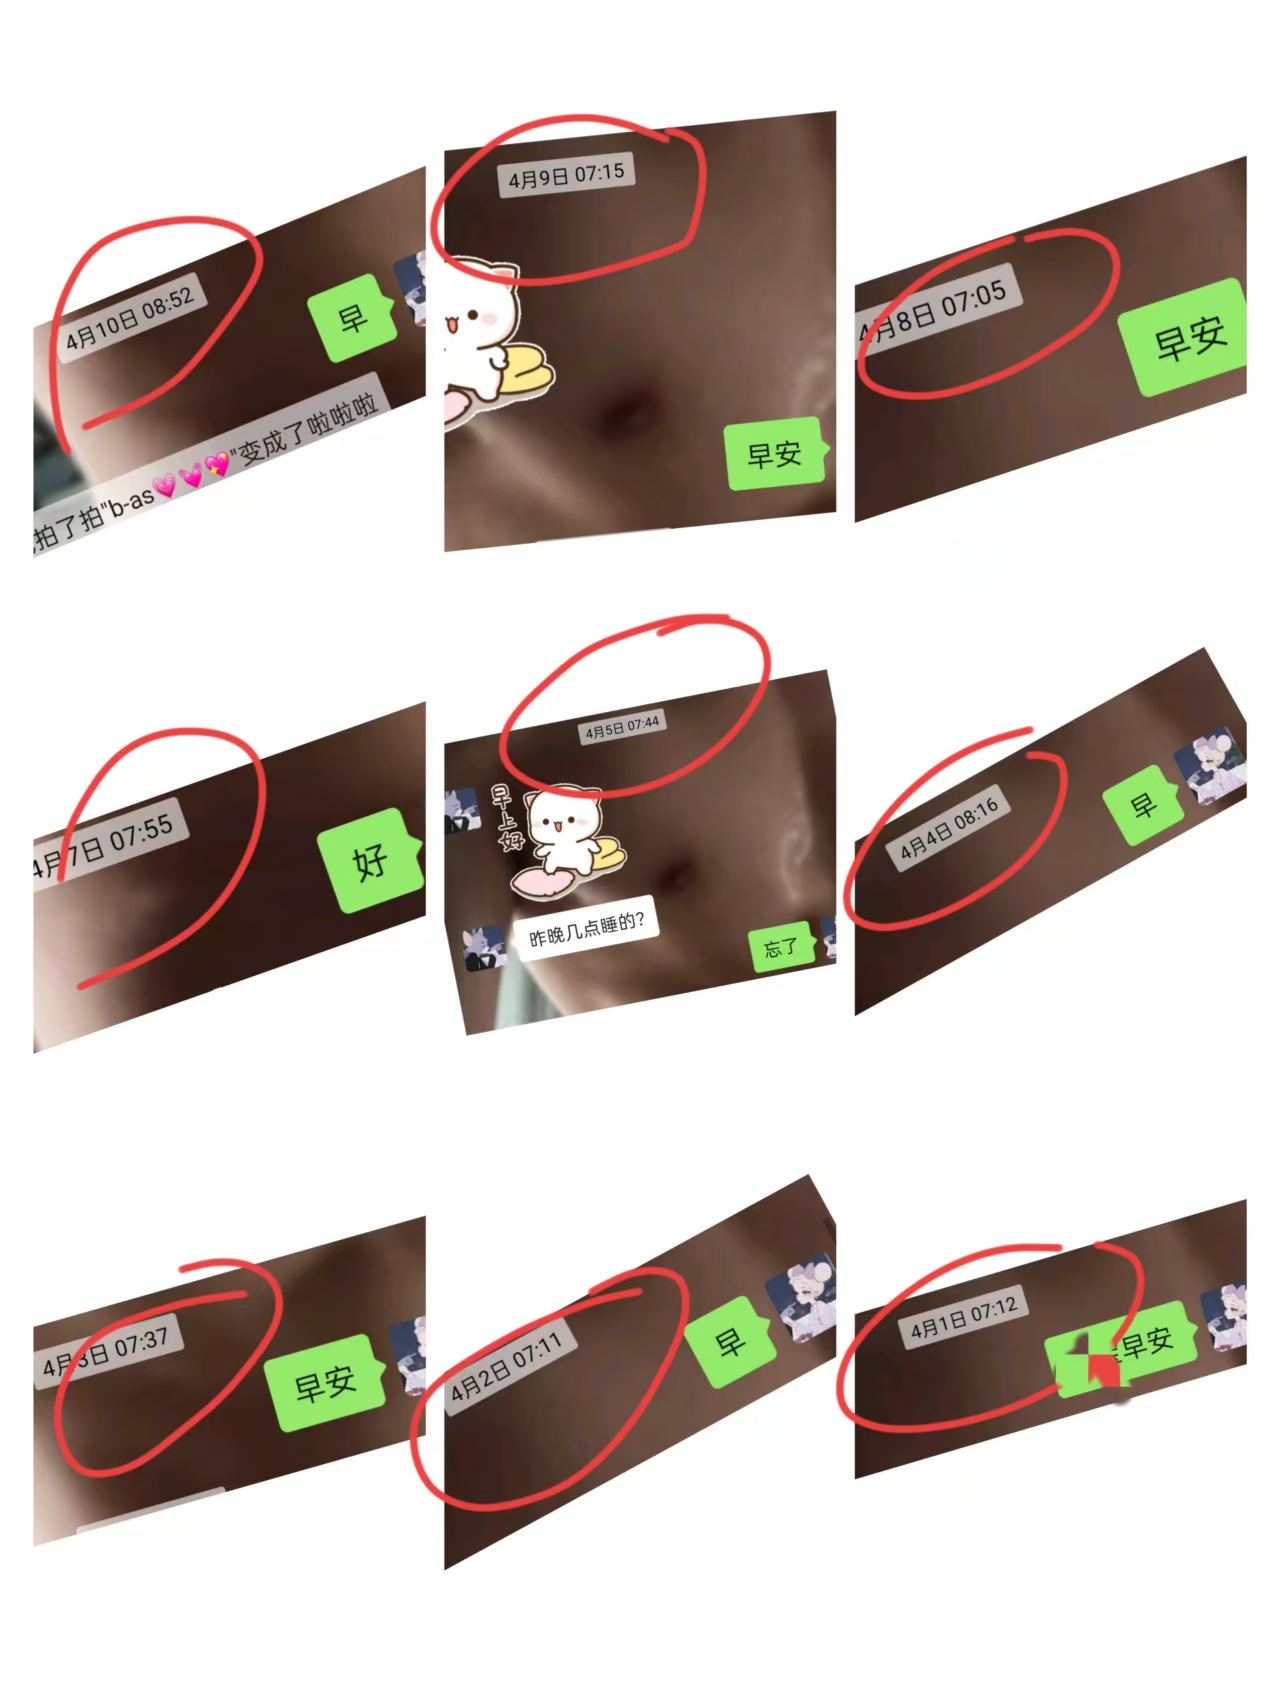 4月10日 08:52
早
拍了拍"b-as💗💓💖"变成了啦啦啦
4月9日 07:15
早安
4月8日 07:05
早安
4月7日 07:55
好
4月5日 07:44
早上好
昨晚几点睡的?
忘了
4月4日 08:16
早
4月3日 07:37
早安
4月2日 07:11
早
4月1日 07:12
早安